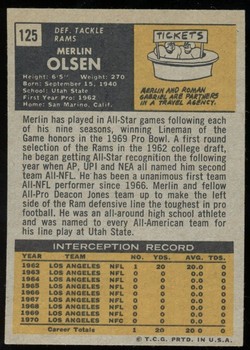 125
DEF. TACKLE
RAMS
MERLIN
OLSEN
Height: 6-5" Weight: 270
Born: September 15, 1940
School: Utah State
First Year Pro: 1962
Home: San Marino, Calif.
TICKETS
MERLIN AND ROMAN
GABRIEL ARE PARTNERS
IN A TRAVEL AGENCY.
Merlin has played in All-Star games following each
of his nine seasons, winning Lineman of the Game
honors in the 1969 Pro Bowl. A first round
selection of the Rams in the 1962 college draft, he
began getting All-Star recognition the following year
when AP, UPI and NEA all named him second
team All-NFL. He has been a unanimous first team
All-NFL performer since 1966. Merlin and fellow
All-Pro Deacon Jones team up to make the left
side of the Ram defensive line the toughest in pro
football. He was an all-around high school athlete
and was named to every All-American team for
his line play at Utah State.
INTERCEPTION RECORD
YEAR TEAM NO. YDS. AVG. TDS.
1962 LOS ANGELES NFL 1 20 20.0 1
1963 LOS ANGELES NFL 0 0 0.0 0
1964 LOS ANGELES NFL 0 0 0.0 0
1965 LOS ANGELES NFL 0 0 0.0 0
1966 LOS ANGELES NFL 0 0 0.0 0
1967 LOS ANGELES NFL 0 0 0.0 0
1968 LOS ANGELES NFL 0 0 0.0 0
1969 LOS ANGELES NFL 0 0 0.0 0
1970 LOS ANGELES NFC 0 0 0.0 0
Career Totals 1 20 20.0 1
© T.C.G. PRTD. IN U.S.A.